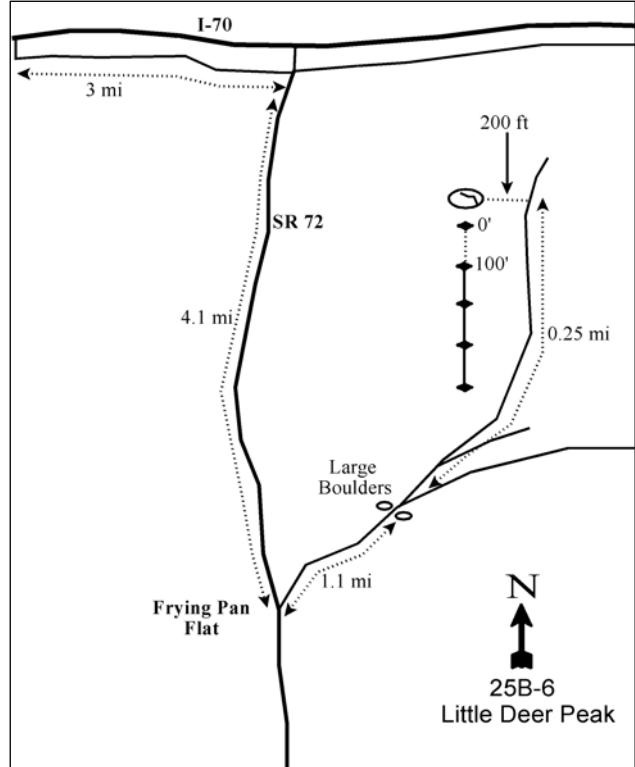 I-70
3 mi
200 ft
0'
SR 72
100'
4.1 mi
0.25 mi
Large
Boulders
1.1 mi
Frying Pan
Flat
N
25B-6
Little Deer Peak